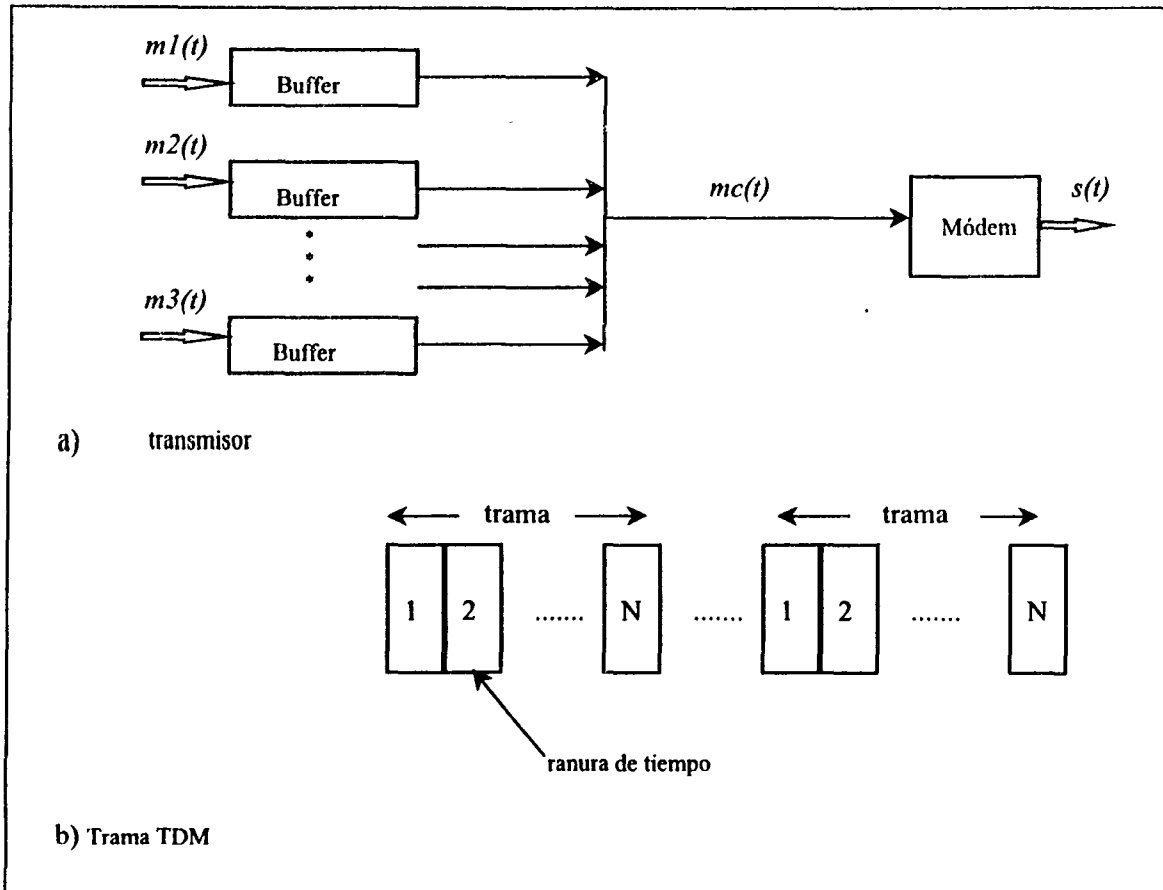 m1(t)
Buffer
m2(t)
Buffer
mc(t)
s(t)
Módem
*
*
*
m3(t)
Buffer
a) transmisor
trama trama
1 2 ....... N ....... 1 2 ....... N
ranura de tiempo
b) Trama TDM